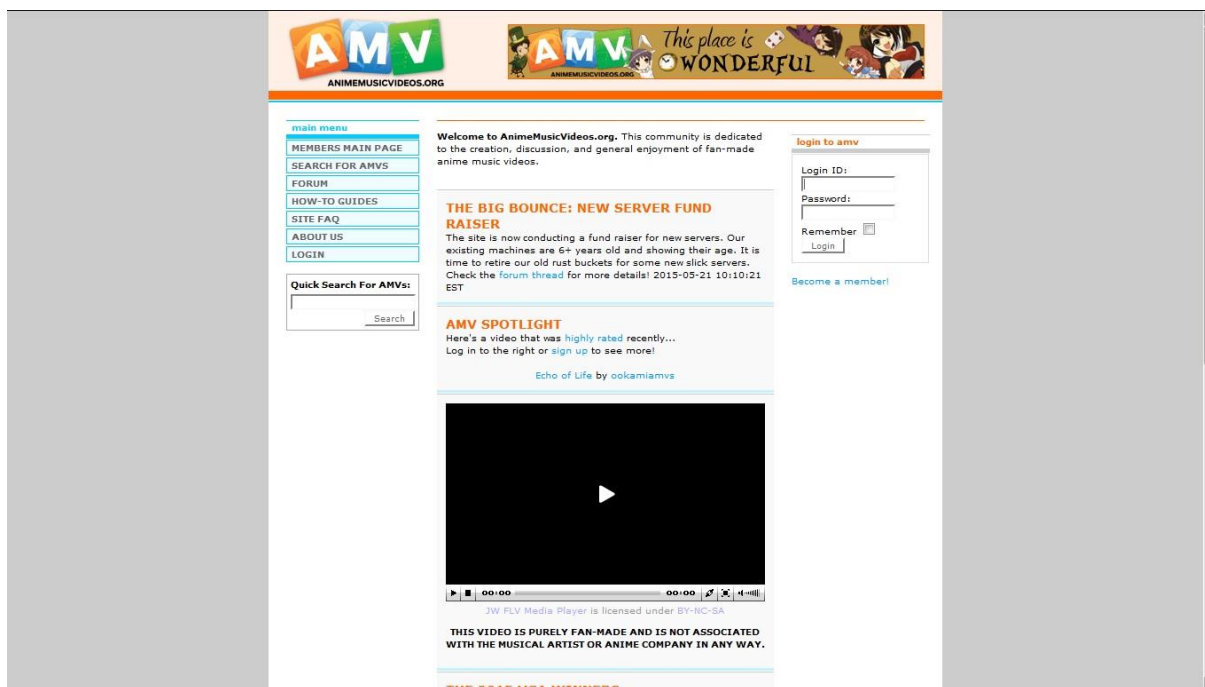 AMV
ANIMEMUSICVIDEOS.ORG
AMV
ANIMEMUSICVIDEOS.ORG
This place is
WONDERFUL
main menu
MEMBERS MAIN PAGE
SEARCH FOR AMVS
FORUM
HOW-TO GUIDES
SITE FAQ
ABOUT US
LOGIN
Quick Search For AMVs:
Search
Welcome to AnimeMusicVideos.org. This community is dedicated
to the creation, discussion, and general enjoyment of fan-made
anime music videos.
THE BIG BOUNCE: NEW SERVER FUND
RAISER
The site is now conducting a fund raiser for new servers. Our
existing machines are 6+ years old and showing their age. It is
time to retire our old rust buckets for some new slick servers.
Check the forum thread for more details! 2015-05-21 10:10:21
EST
AMV SPOTLIGHT
Here's a video that was highly rated recently...
Log in to the right or sign up to see more!
Echo of Life by ookamiamvs
00:00
00:00
JW FLV Media Player is licensed under BY-NC-SA
THIS VIDEO IS PURELY FAN-MADE AND IS NOT ASSOCIATED
WITH THE MUSICAL ARTIST OR ANIME COMPANY IN ANY WAY.
login to amv
Login ID:
Password:
Remember
Login
Become a member!